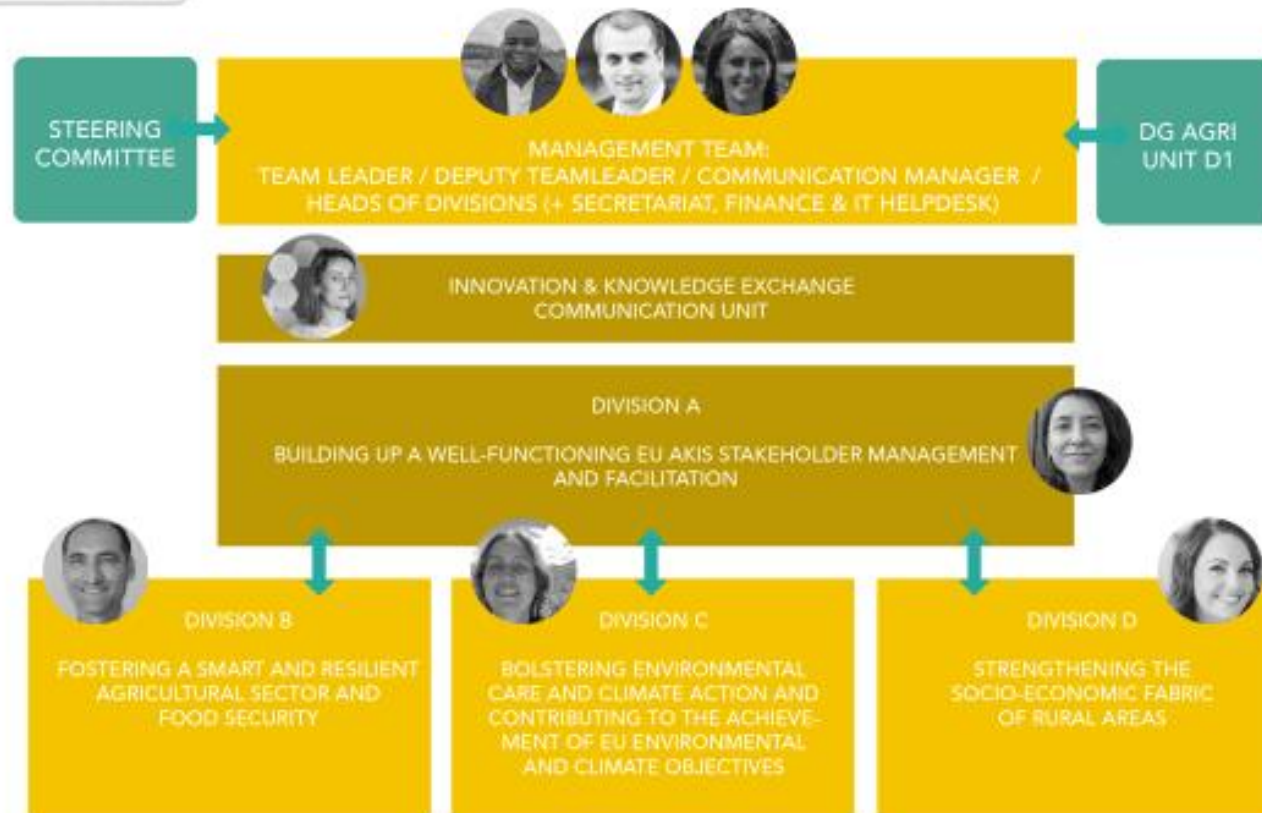 STEERING
COMMITTEE
MANAGEMENT TEAM:
TEAM LEADER / DEPUTY TEAMLEADER / COMMUNICATION MANAGER /
HEADS OF DIVISIONS (+ SECRETARIAT, FINANCE & IT HELPDESK)
DG AGRI
UNIT D1
INNOVATION & KNOWLEDGE EXCHANGE
COMMUNICATION UNIT
DIVISION A
BUILDING UP A WELL-FUNCTIONING EU AKIS STAKEHOLDER MANAGEMENT
AND FACILITATION
DIVISION B
FOSTERING A SMART AND RESILIENT
AGRICULTURAL SECTOR AND
FOOD SECURITY
DIVISION C
BOLSTERING ENVIRONMENTAL
CARE AND CLIMATE ACTION AND
CONTRIBUTING TO THE ACHIEVE-
MENT OF EU ENVIRONMENTAL
AND CLIMATE OBJECTIVES
DIVISION D
STRENGTHENING THE
SOCIO-ECONOMIC FABRIC
OF RURAL AREAS